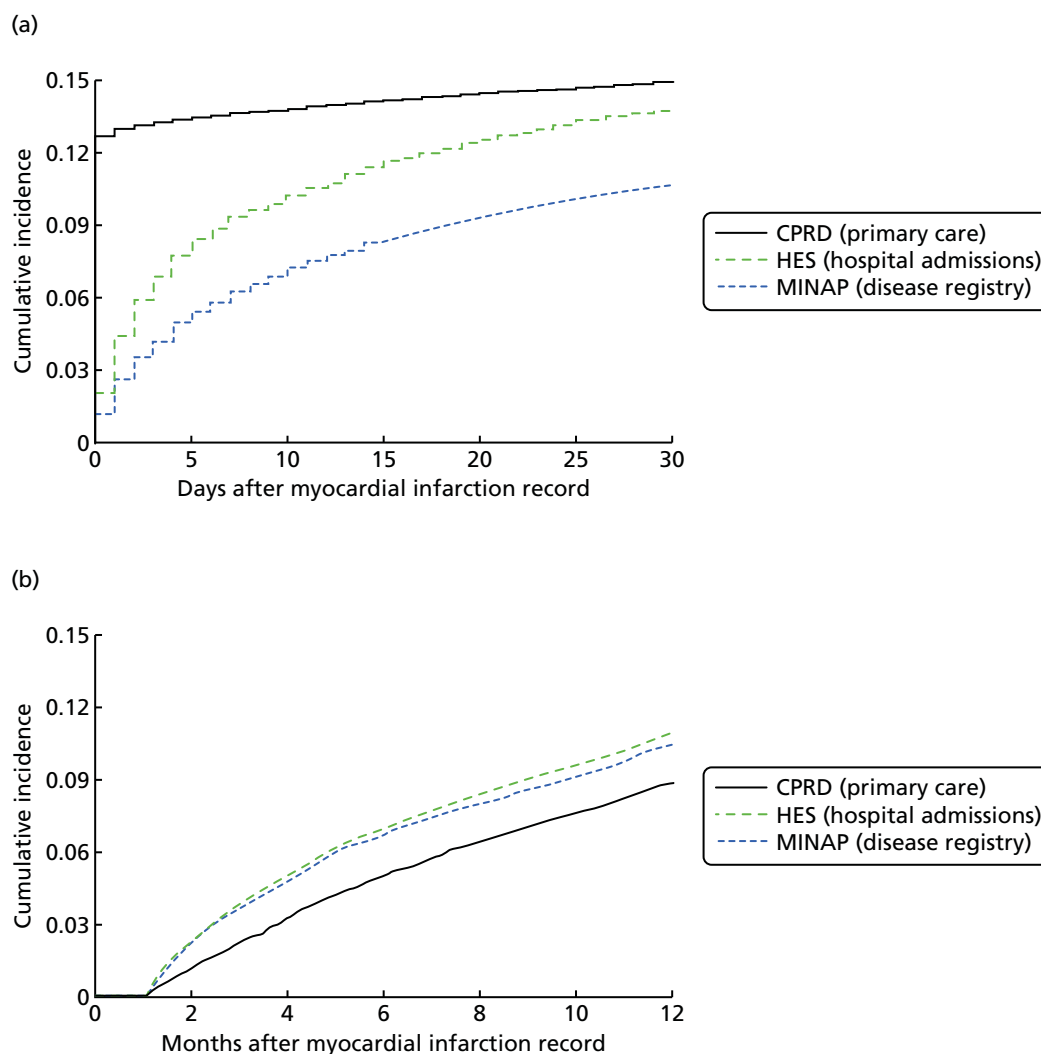 (a)
0.15
0.12
0.09
0.06
0.03
0
Cumulative incidence
0 5 10 15 20 25 30
Days after myocardial infarction record
CPRD (primary care)
HES (hospital admissions)
MINAP (disease registry)
(b)
0.15
0.12
0.09
0.06
0.03
0
Cumulative incidence
0 2 4 6 8 10 12
Months after myocardial infarction record
CPRD (primary care)
HES (hospital admissions)
MINAP (disease registry)